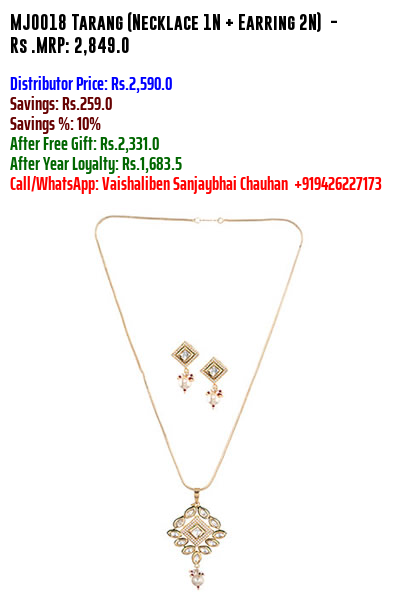 MJ0018 Tarang (Necklace 1N + Earring 2N)  –
Rs .MRP: 2,849.0
Distributor Price: Rs.2,590.0
Savings: Rs.259.0
Savings %: 10%
After Free Gift: Rs.2,331.0
After Year Loyalty: Rs.1,683.5
Call/WhatsApp: Vaishaliben Sanjaybhai Chauhan  +919426227173